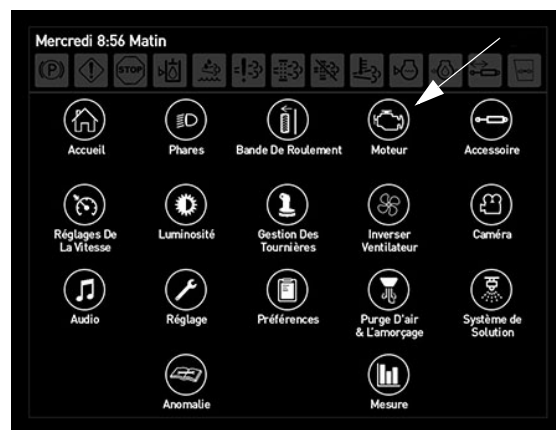 Mercredi 8:56 Matin
(P) STOP
Accueil Phares Bande De Roulement Moteur Accessoire
Réglages De La Vitesse Luminosité Gestion Des Tournières Inverser Ventilateur Caméra
Audio Réglage Préférences Purge D'air & L'amorçage Système de Solution
Anomalie Mesure